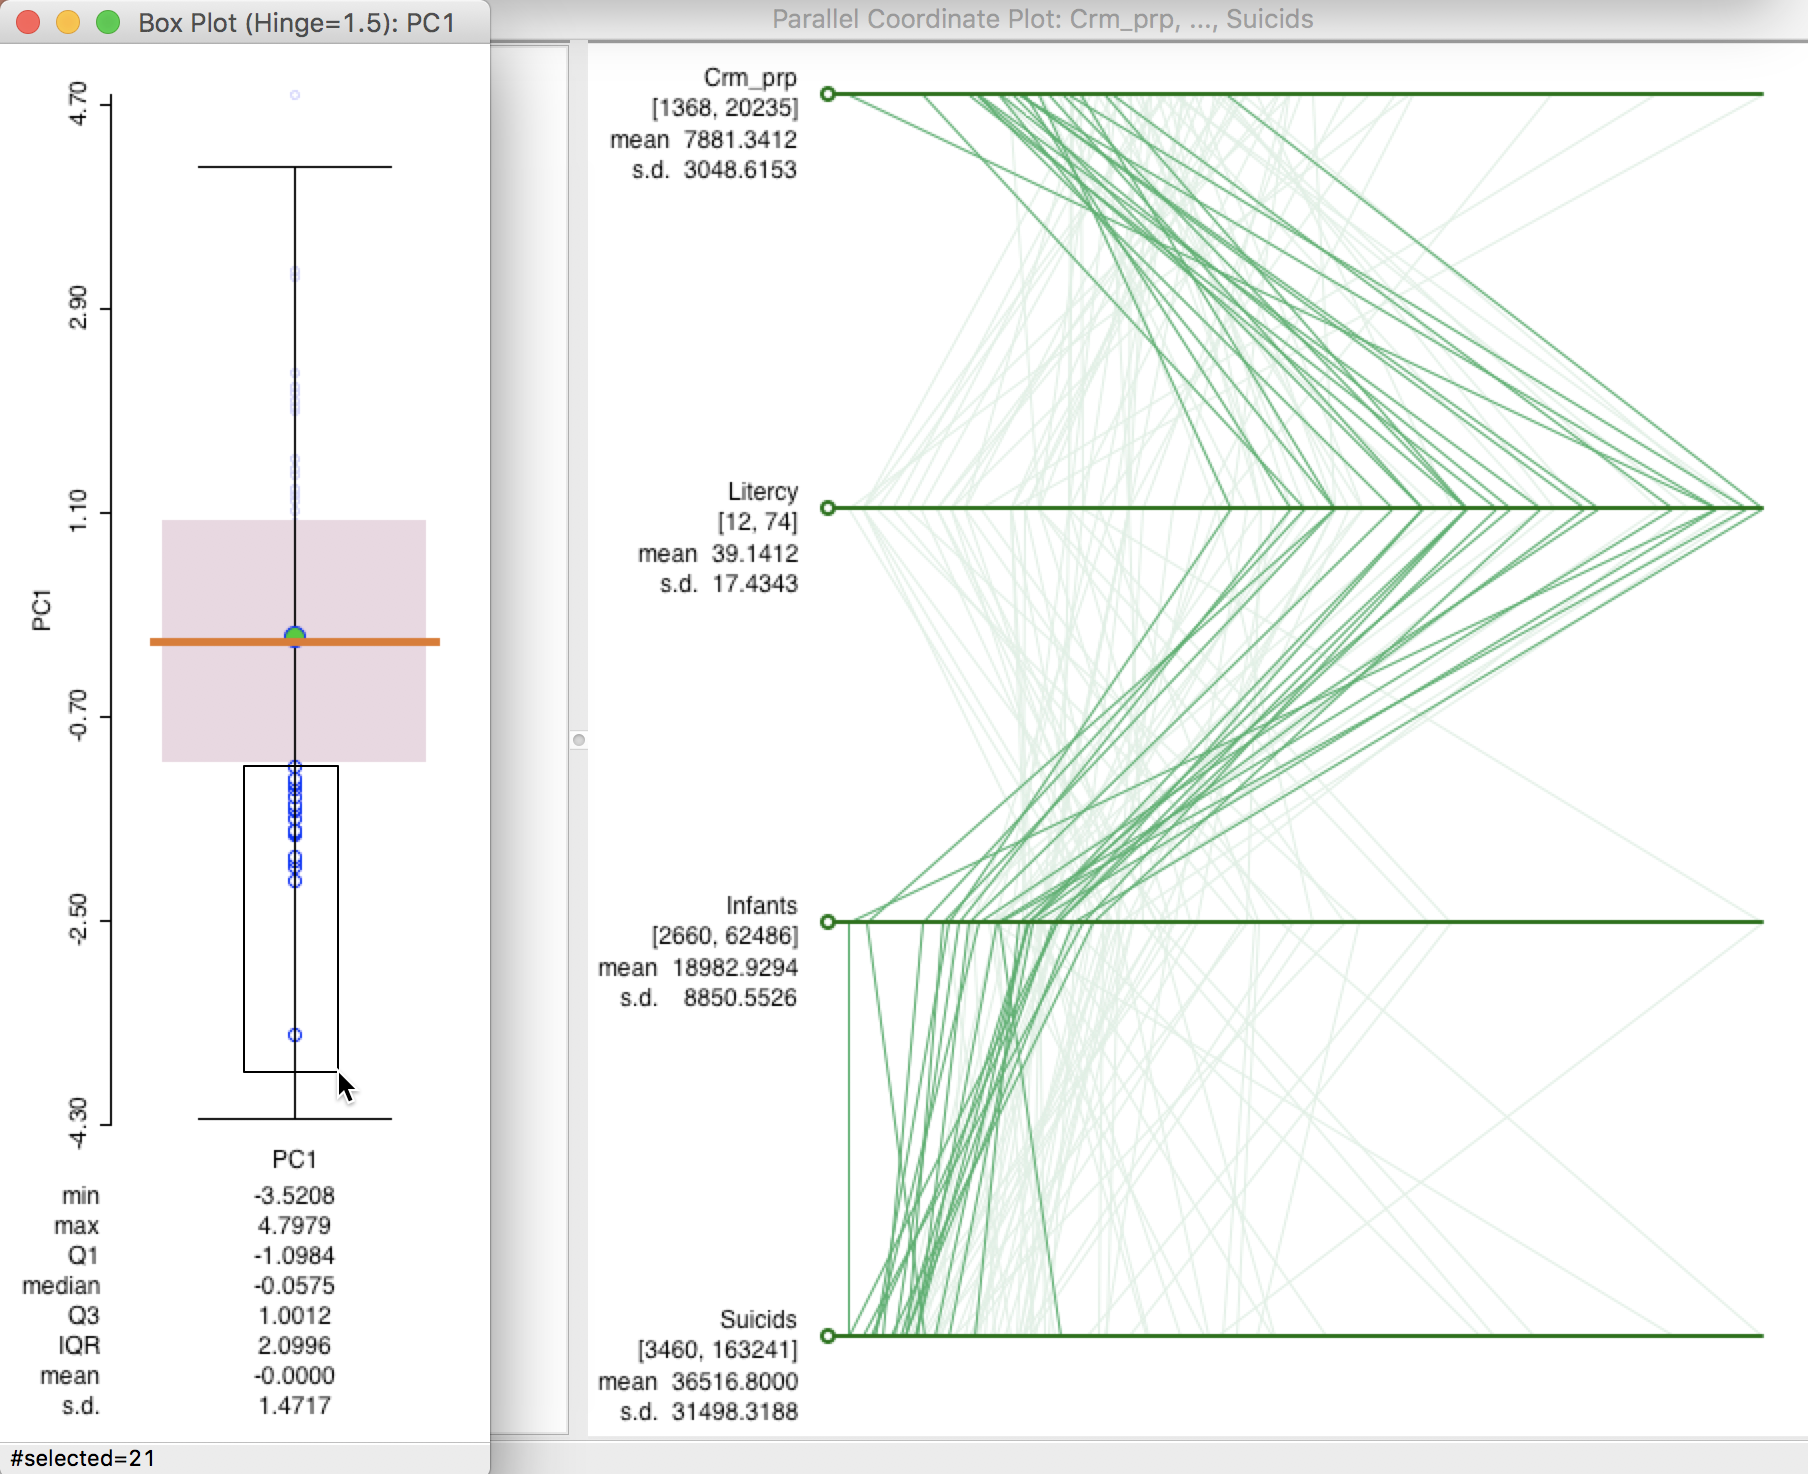 Box Plot (Hinge=1.5): PC1
4.70
2.90
1.10
-0.70
-2.50
-4.30
PC1
PC1
min -3.5208
max 4.7979
Q1 -1.0984
median -0.0575
Q3 1.0012
IQR 2.0996
mean -0.0000
s.d. 1.4717
#selected=21
Parallel Coordinate Plot: Crm_prp, ..., Suicids
Crm_prp
[1368, 20235]
mean 7881.3412
s.d. 3048.6153
Litercy
[12, 74]
mean 39.1412
s.d. 17.4343
Infants
[2660, 62486]
mean 18982.9294
s.d. 8850.5526
Suicids
[3460, 163241]
mean 36516.8000
s.d. 31498.3188